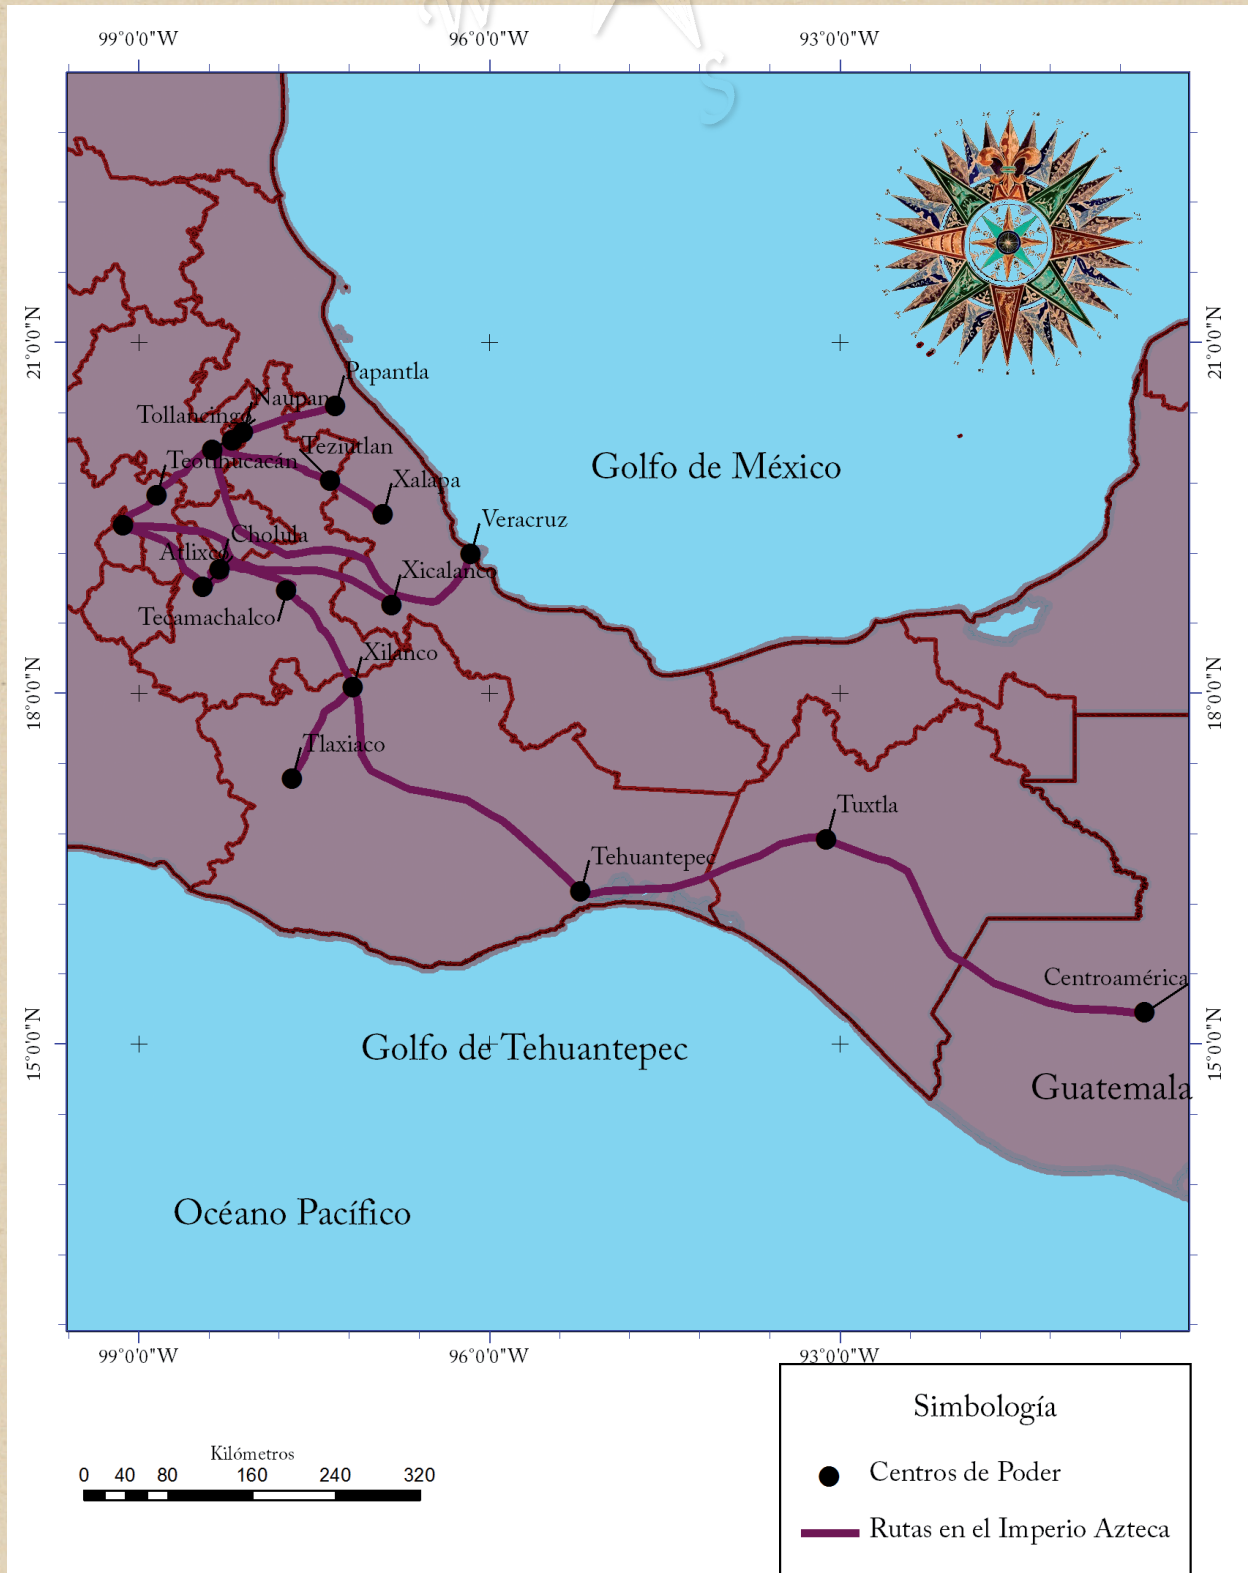 W
S
99°0'0"W
96°0'0"W
93°0'0"W
21°0'0"N
21°0'0"N
Papantla
Naupan
Tollancingo
Teziutlan
Teotihucacán
Golfo de México
Xalapa
Veracruz
Cholula
Atlixco
Xicalanco
Tecamachalco
Xilanco
18°0'0"N
18°0'0"N
Tlaxiaco
Tuxtla
Tehuantepec
Centroamérica
15°0'0"N
15°0'0"N
Golfo de Tehuantepec
Guatemala
Océano Pacífico
99°0'0"W
96°0'0"W
93°0'0"W
Simbología
Kilómetros
0 40 80 160 240 320
Centros de Poder
Rutas en el Imperio Azteca